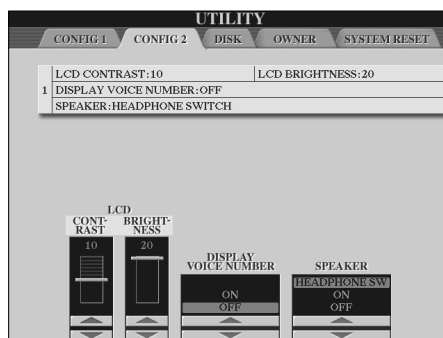 UTILITY
CONFIG 1 CONFIG 2 DISK OWNER SYSTEM RESET
LCD CONTRAST:10 LCD BRIGHTNESS:20
1 DISPLAY VOICE NUMBER:OFF
SPEAKER:HEADPHONE SWITCH
LCD
CONT- BRIGHT-
RAST NESS
10 20
DISPLAY
VOICE NUMBER SPEAKER
HEADPHONE SW
ON ON
OFF OFF